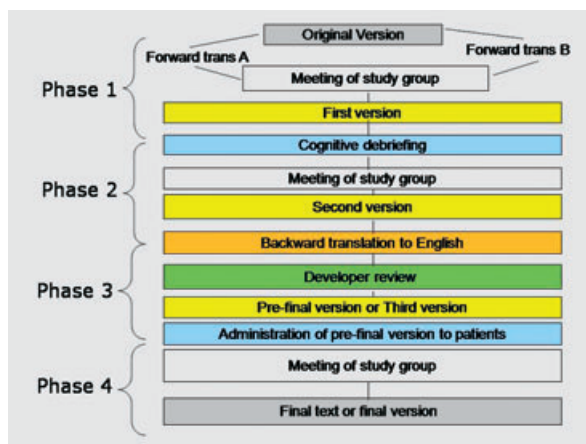 Original Version
Forward trans A
Forward trans B
Meeting of study group
Phase 1
First version
Cognitive debriefing
Meeting of study group
Phase 2
Second version
Backward translation to English
Developer review
Phase 3
Pre-final version or Third version
Administration of pre-final version to patients
Meeting of study group
Phase 4
Final text or final version